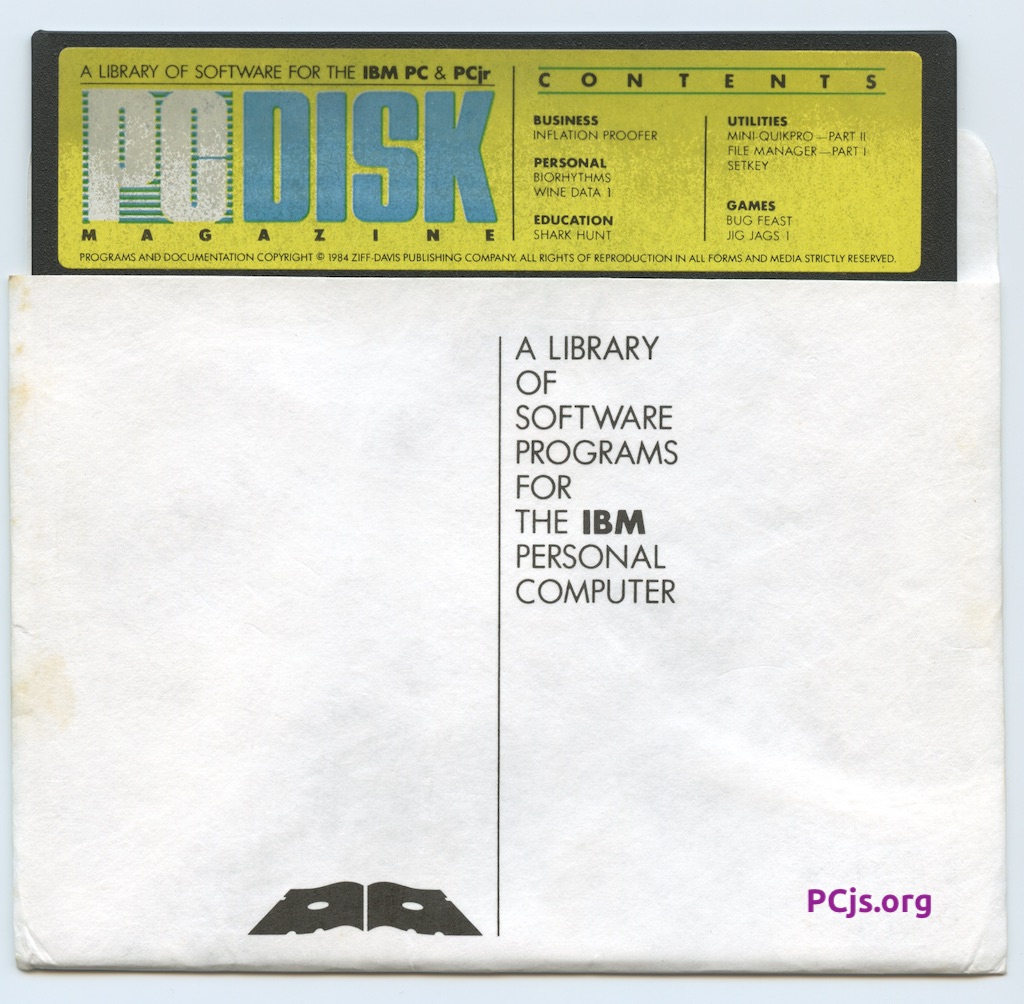 A LIBRARY OF SOFTWARE FOR THE IBM PC & PCjr
PC DISK
MAGAZINE
CONTENTS
BUSINESS
INFLATION PROOFER
PERSONAL
BIORHYTHMS
WINE DATA 1
EDUCATION
SHARK HUNT
UTILITIES
MINI-QUIKPRO—PART II
FILE MANAGER—PART I
SETKEY
GAMES
BUG FEAST
JIG JAGS 1
PROGRAMS AND DOCUMENTATION COPYRIGHT © 1984 ZIFF-DAVIS PUBLISHING COMPANY. ALL RIGHTS OF REPRODUCTION IN ALL FORMS AND MEDIA STRICTLY RESERVED.
A LIBRARY
OF
SOFTWARE
PROGRAMS
FOR
THE IBM
PERSONAL
COMPUTER
PCjs.org